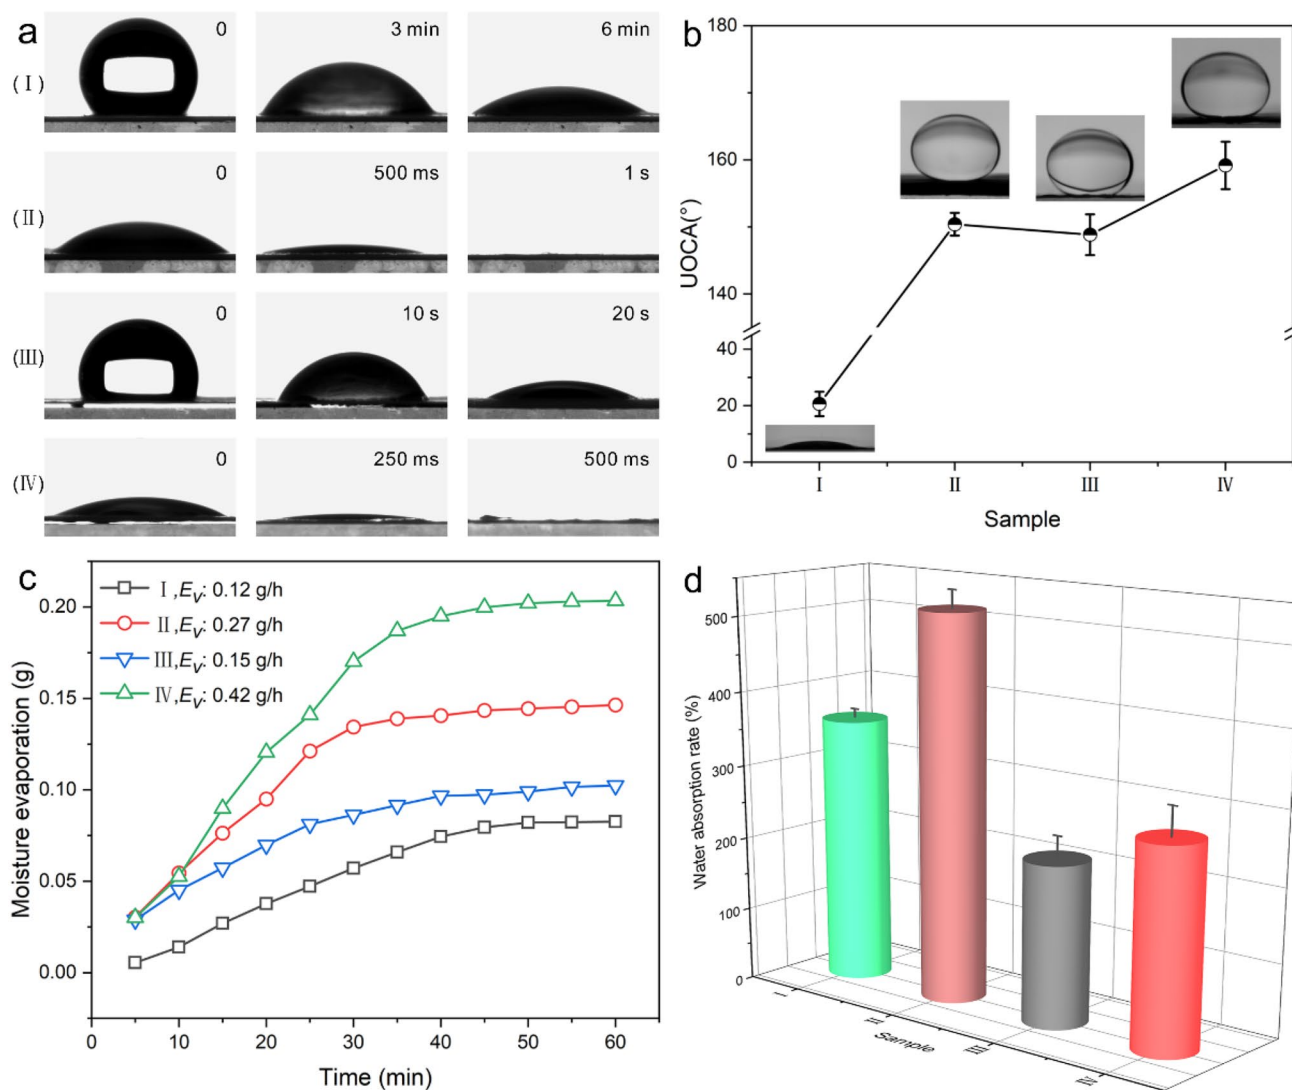 a
(Ⅰ)
0
3 min
6 min
(Ⅱ)
0
500 ms
1 s
(Ⅲ)
0
10 s
20 s
(Ⅳ)
0
250 ms
500 ms
b
UOCA(°)
180
160
140
40
20
0
Ⅰ
Ⅱ
Ⅲ
Ⅳ
Sample
c
Ⅰ,Eᵥ: 0.12 g/h
Ⅱ,Eᵥ: 0.27 g/h
Ⅲ,Eᵥ: 0.15 g/h
Ⅳ,Eᵥ: 0.42 g/h
Moisture evaporation (g)
0.20
0.15
0.10
0.05
0.00
0
10
20
30
40
50
60
Time (min)
d
Water absorption rate (%)
500
400
300
200
100
0
Ⅰ
Ⅱ
Ⅲ
Ⅳ
Sample